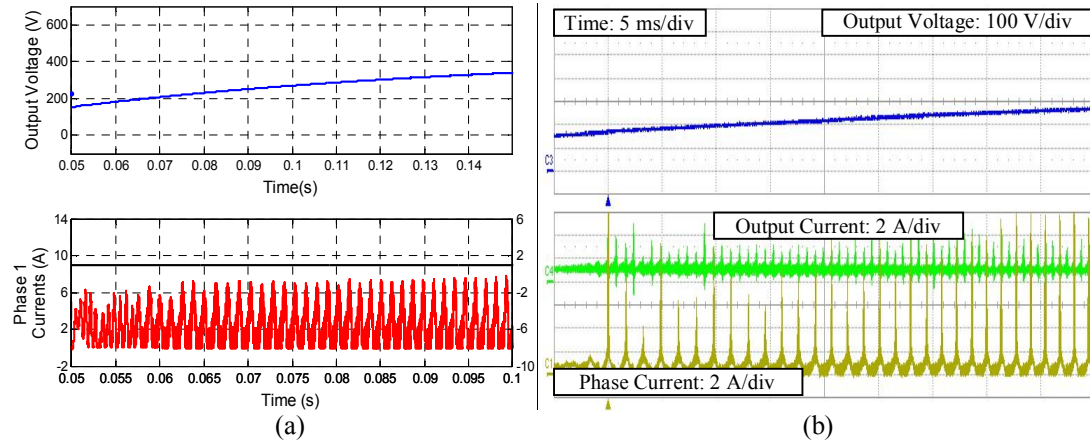 600
400
200
0
Output Voltage (V)
0.05 0.06 0.07 0.08 0.09 0.1 0.11 0.12 0.13 0.14
Time(s)
14
10
6
2
-2
Phase 1
Currents (A)
6
2
-2
-6
-10
0.05 0.055 0.06 0.065 0.07 0.075 0.08 0.085 0.09 0.095 0.1
Time (s)
(a)
Time: 5 ms/div
Output Voltage: 100 V/div
C3
Output Current: 2 A/div
C4
C1
Phase Current: 2 A/div
(b)